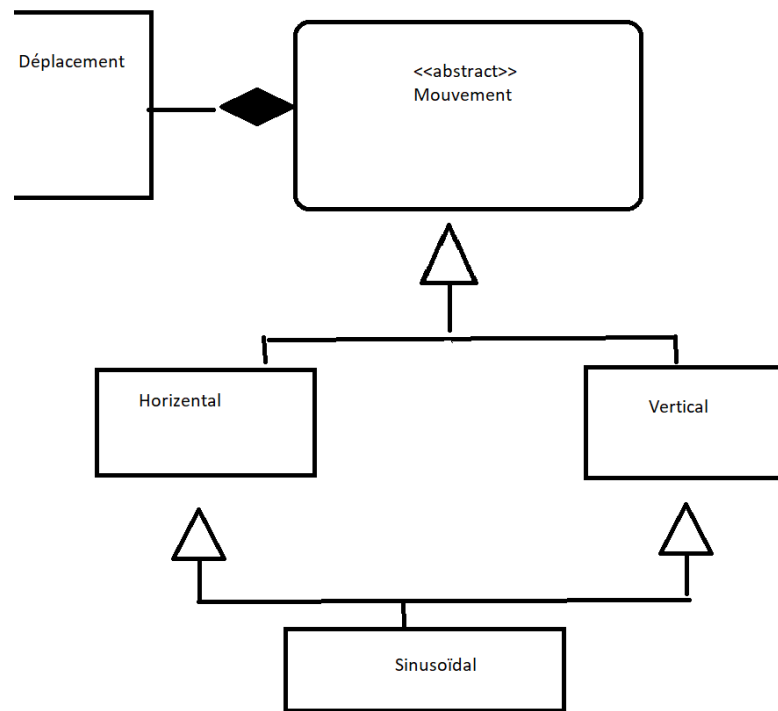 Déplacement
<<abstract>>
Mouvement
Horizental
Vertical
Sinusoïdal